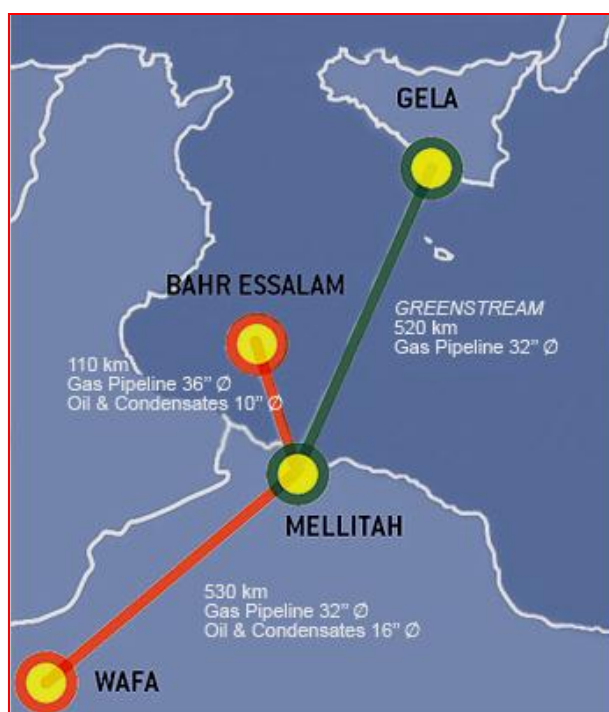 GELA
BAHR ESSALAM
GREENSTREAM
520 km
Gas Pipeline 32" Ø
110 km
Gas Pipeline 36" Ø
Oil & Condensates 10" Ø
MELLITAH
530 km
Gas Pipeline 32" Ø
Oil & Condensates 16" Ø
WAFA